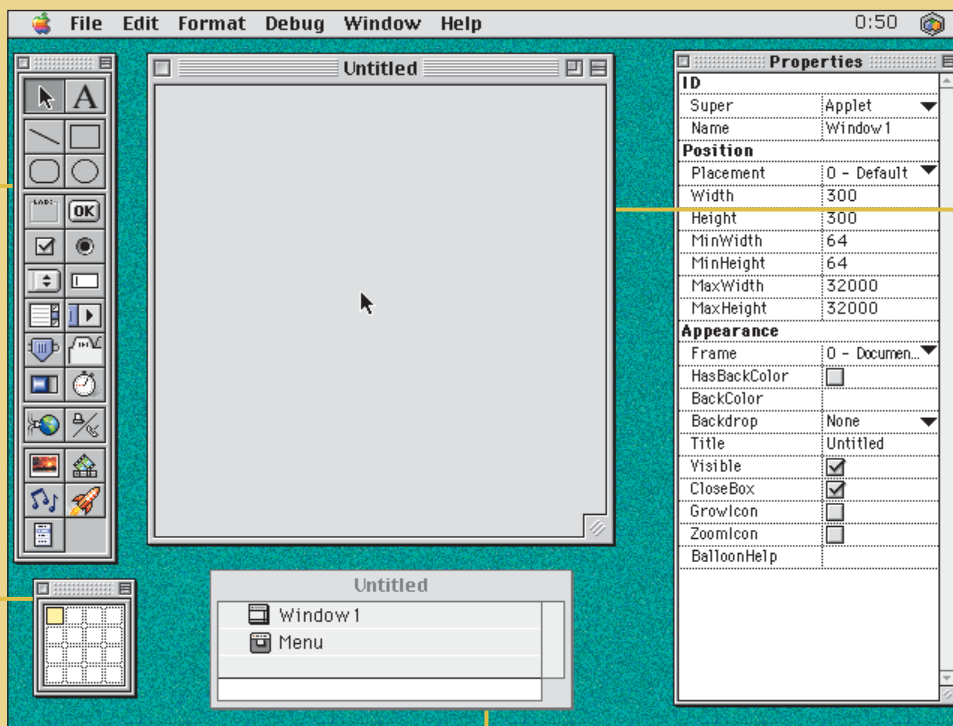 File Edit Format Debug Window Help 0:50
A
OK
Untitled
Properties
ID
Super Applet
Name Window1
Position
Placement 0 - Default
Width 300
Height 300
MinWidth 64
MinHeight 64
MaxWidth 32000
MaxHeight 32000
Appearance
Frame 0 - Documen...
HasBackColor
BackColor
Backdrop None
Title Untitled
Visible
CloseBox
GrowIcon
ZoomIcon
BalloonHelp
Untitled
Window1
Menu